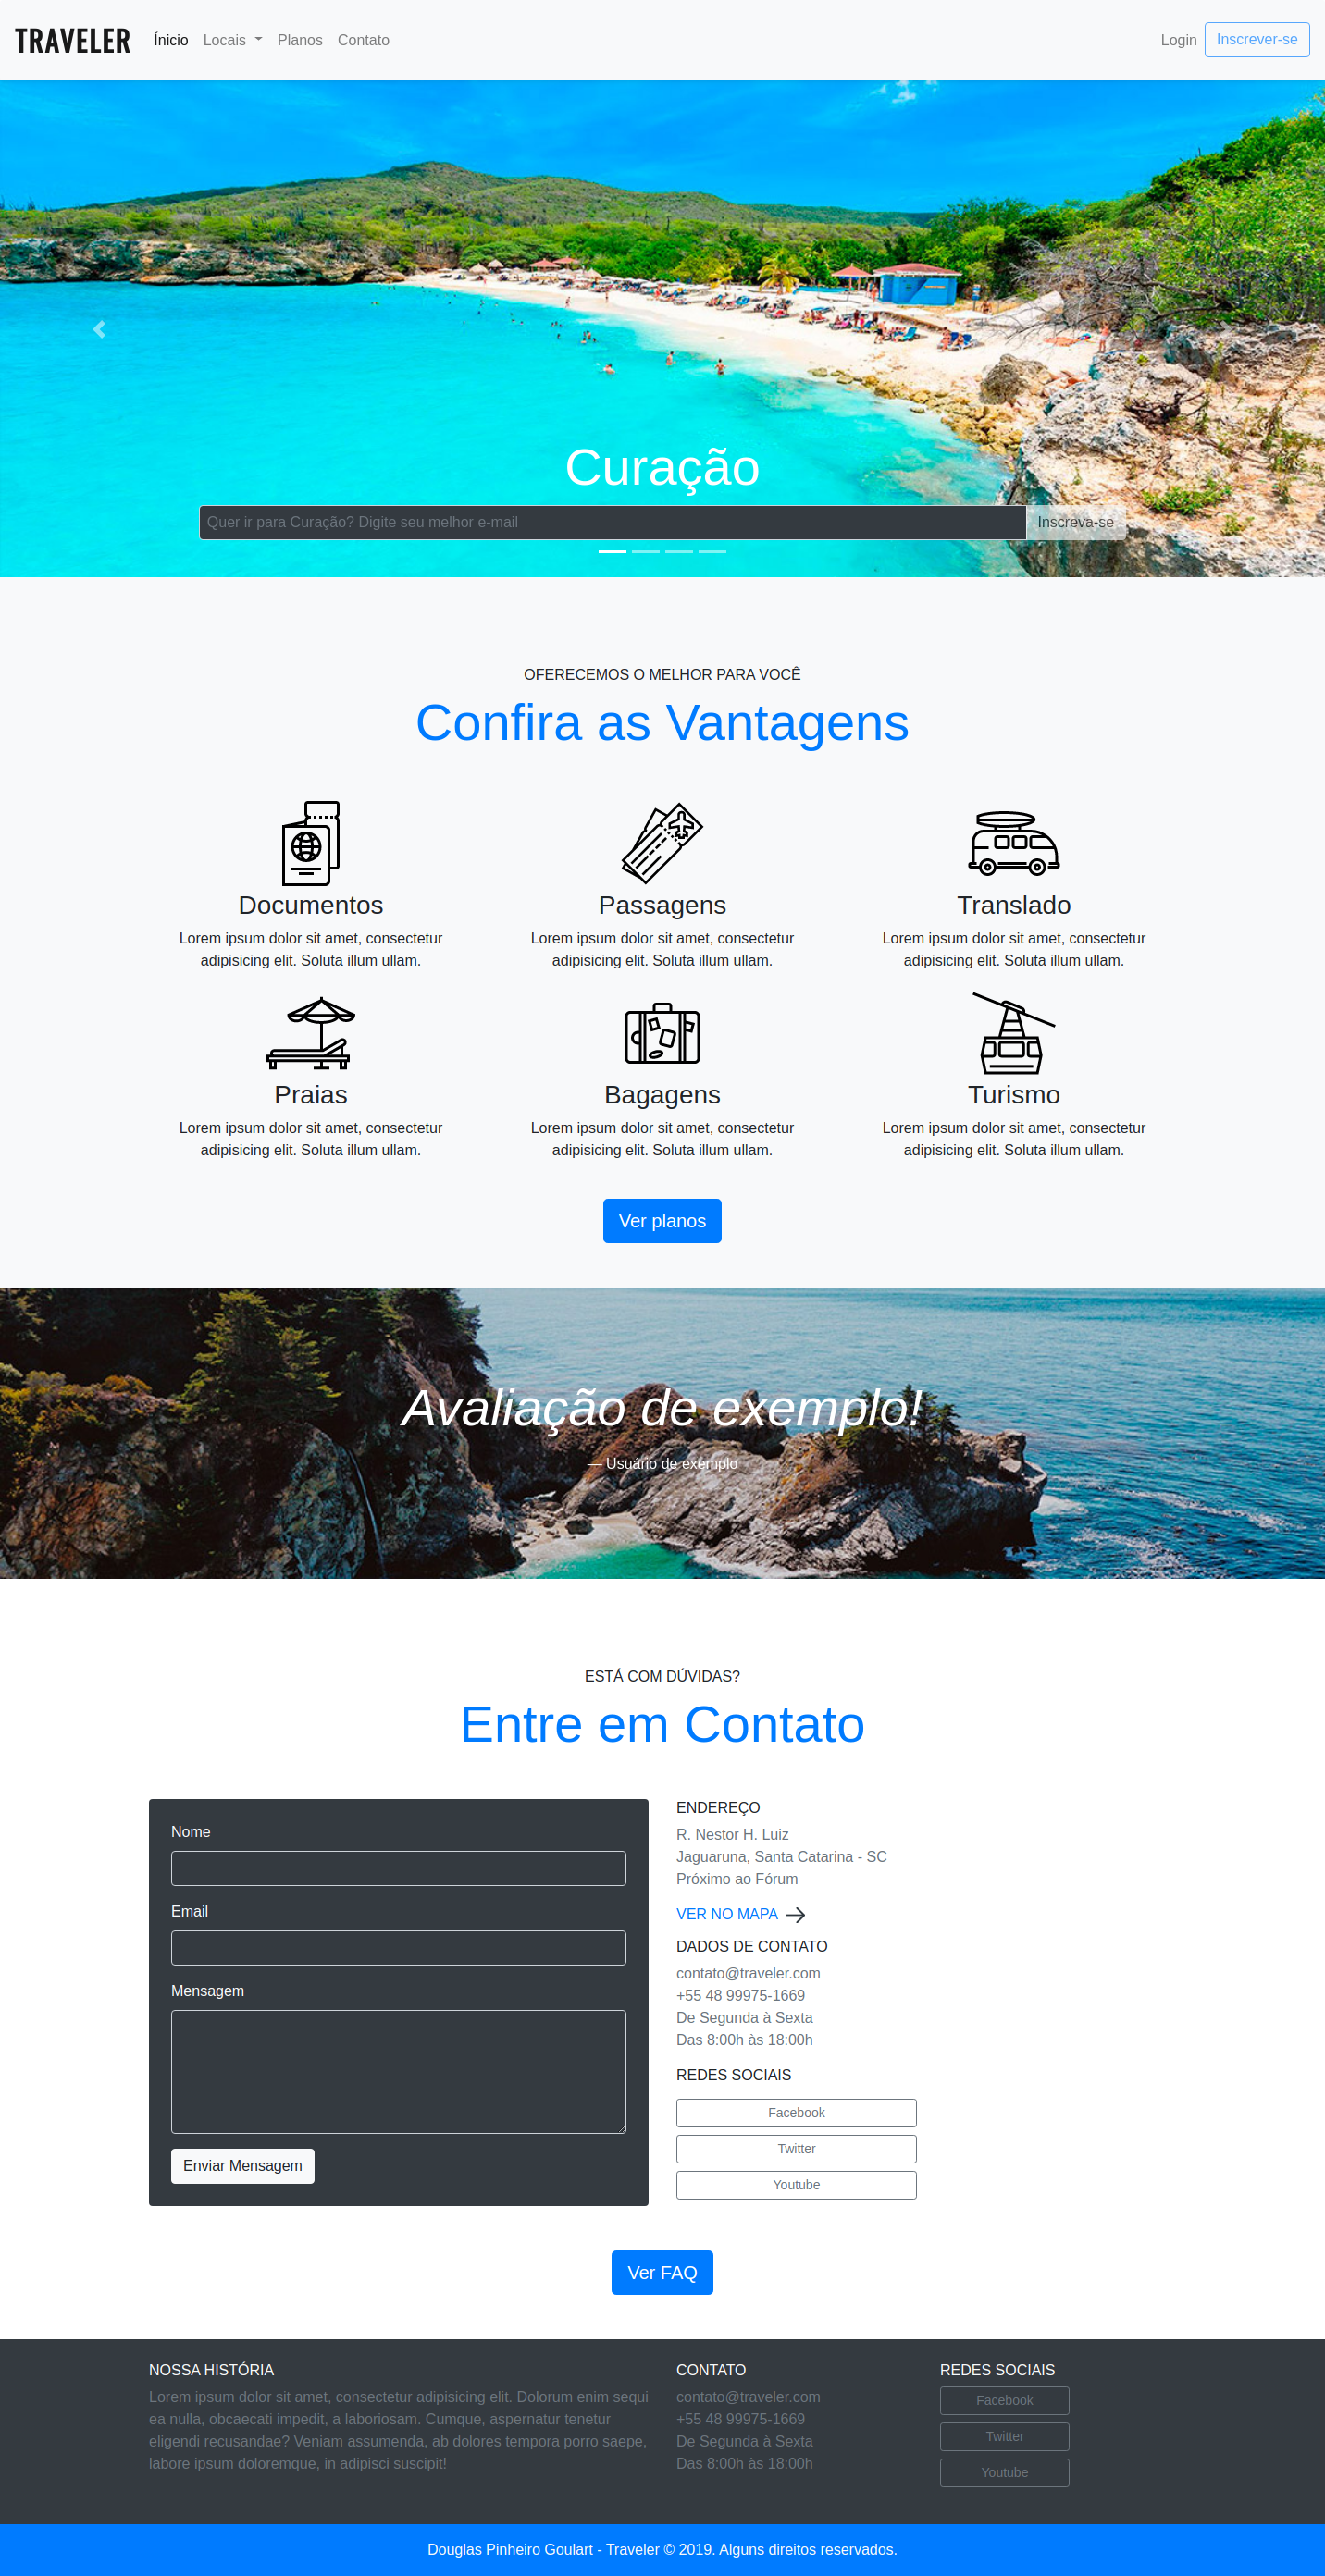 TRAVELER
Ínicio
Locais
Planos
Contato
Login
Inscrever-se
Curação
Quer ir para Curação? Digite seu melhor e-mail
Inscreva-se
OFERECEMOS O MELHOR PARA VOCÊ
Confira as Vantagens
Documentos
Lorem ipsum dolor sit amet, consectetur
adipisicing elit. Soluta illum ullam.
Passagens
Lorem ipsum dolor sit amet, consectetur
adipisicing elit. Soluta illum ullam.
Translado
Lorem ipsum dolor sit amet, consectetur
adipisicing elit. Soluta illum ullam.
Praias
Lorem ipsum dolor sit amet, consectetur
adipisicing elit. Soluta illum ullam.
Bagagens
Lorem ipsum dolor sit amet, consectetur
adipisicing elit. Soluta illum ullam.
Turismo
Lorem ipsum dolor sit amet, consectetur
adipisicing elit. Soluta illum ullam.
Ver planos
Avaliação de exemplo!
— Usuário de exemplo
ESTÁ COM DÚVIDAS?
Entre em Contato
Nome
Email
Mensagem
Enviar Mensagem
ENDEREÇO
R. Nestor H. Luiz
Jaguaruna, Santa Catarina - SC
Próximo ao Fórum
VER NO MAPA
DADOS DE CONTATO
contato@traveler.com
+55 48 99975-1669
De Segunda à Sexta
Das 8:00h às 18:00h
REDES SOCIAIS
Facebook
Twitter
Youtube
Ver FAQ
NOSSA HISTÓRIA
Lorem ipsum dolor sit amet, consectetur adipisicing elit. Dolorum enim sequi
ea nulla, obcaecati impedit, a laboriosam. Cumque, aspernatur tenetur
eligendi recusandae? Veniam assumenda, ab dolores tempora porro saepe,
labore ipsum doloremque, in adipisci suscipit!
CONTATO
contato@traveler.com
+55 48 99975-1669
De Segunda à Sexta
Das 8:00h às 18:00h
REDES SOCIAIS
Facebook
Twitter
Youtube
Douglas Pinheiro Goulart - Traveler © 2019. Alguns direitos reservados.